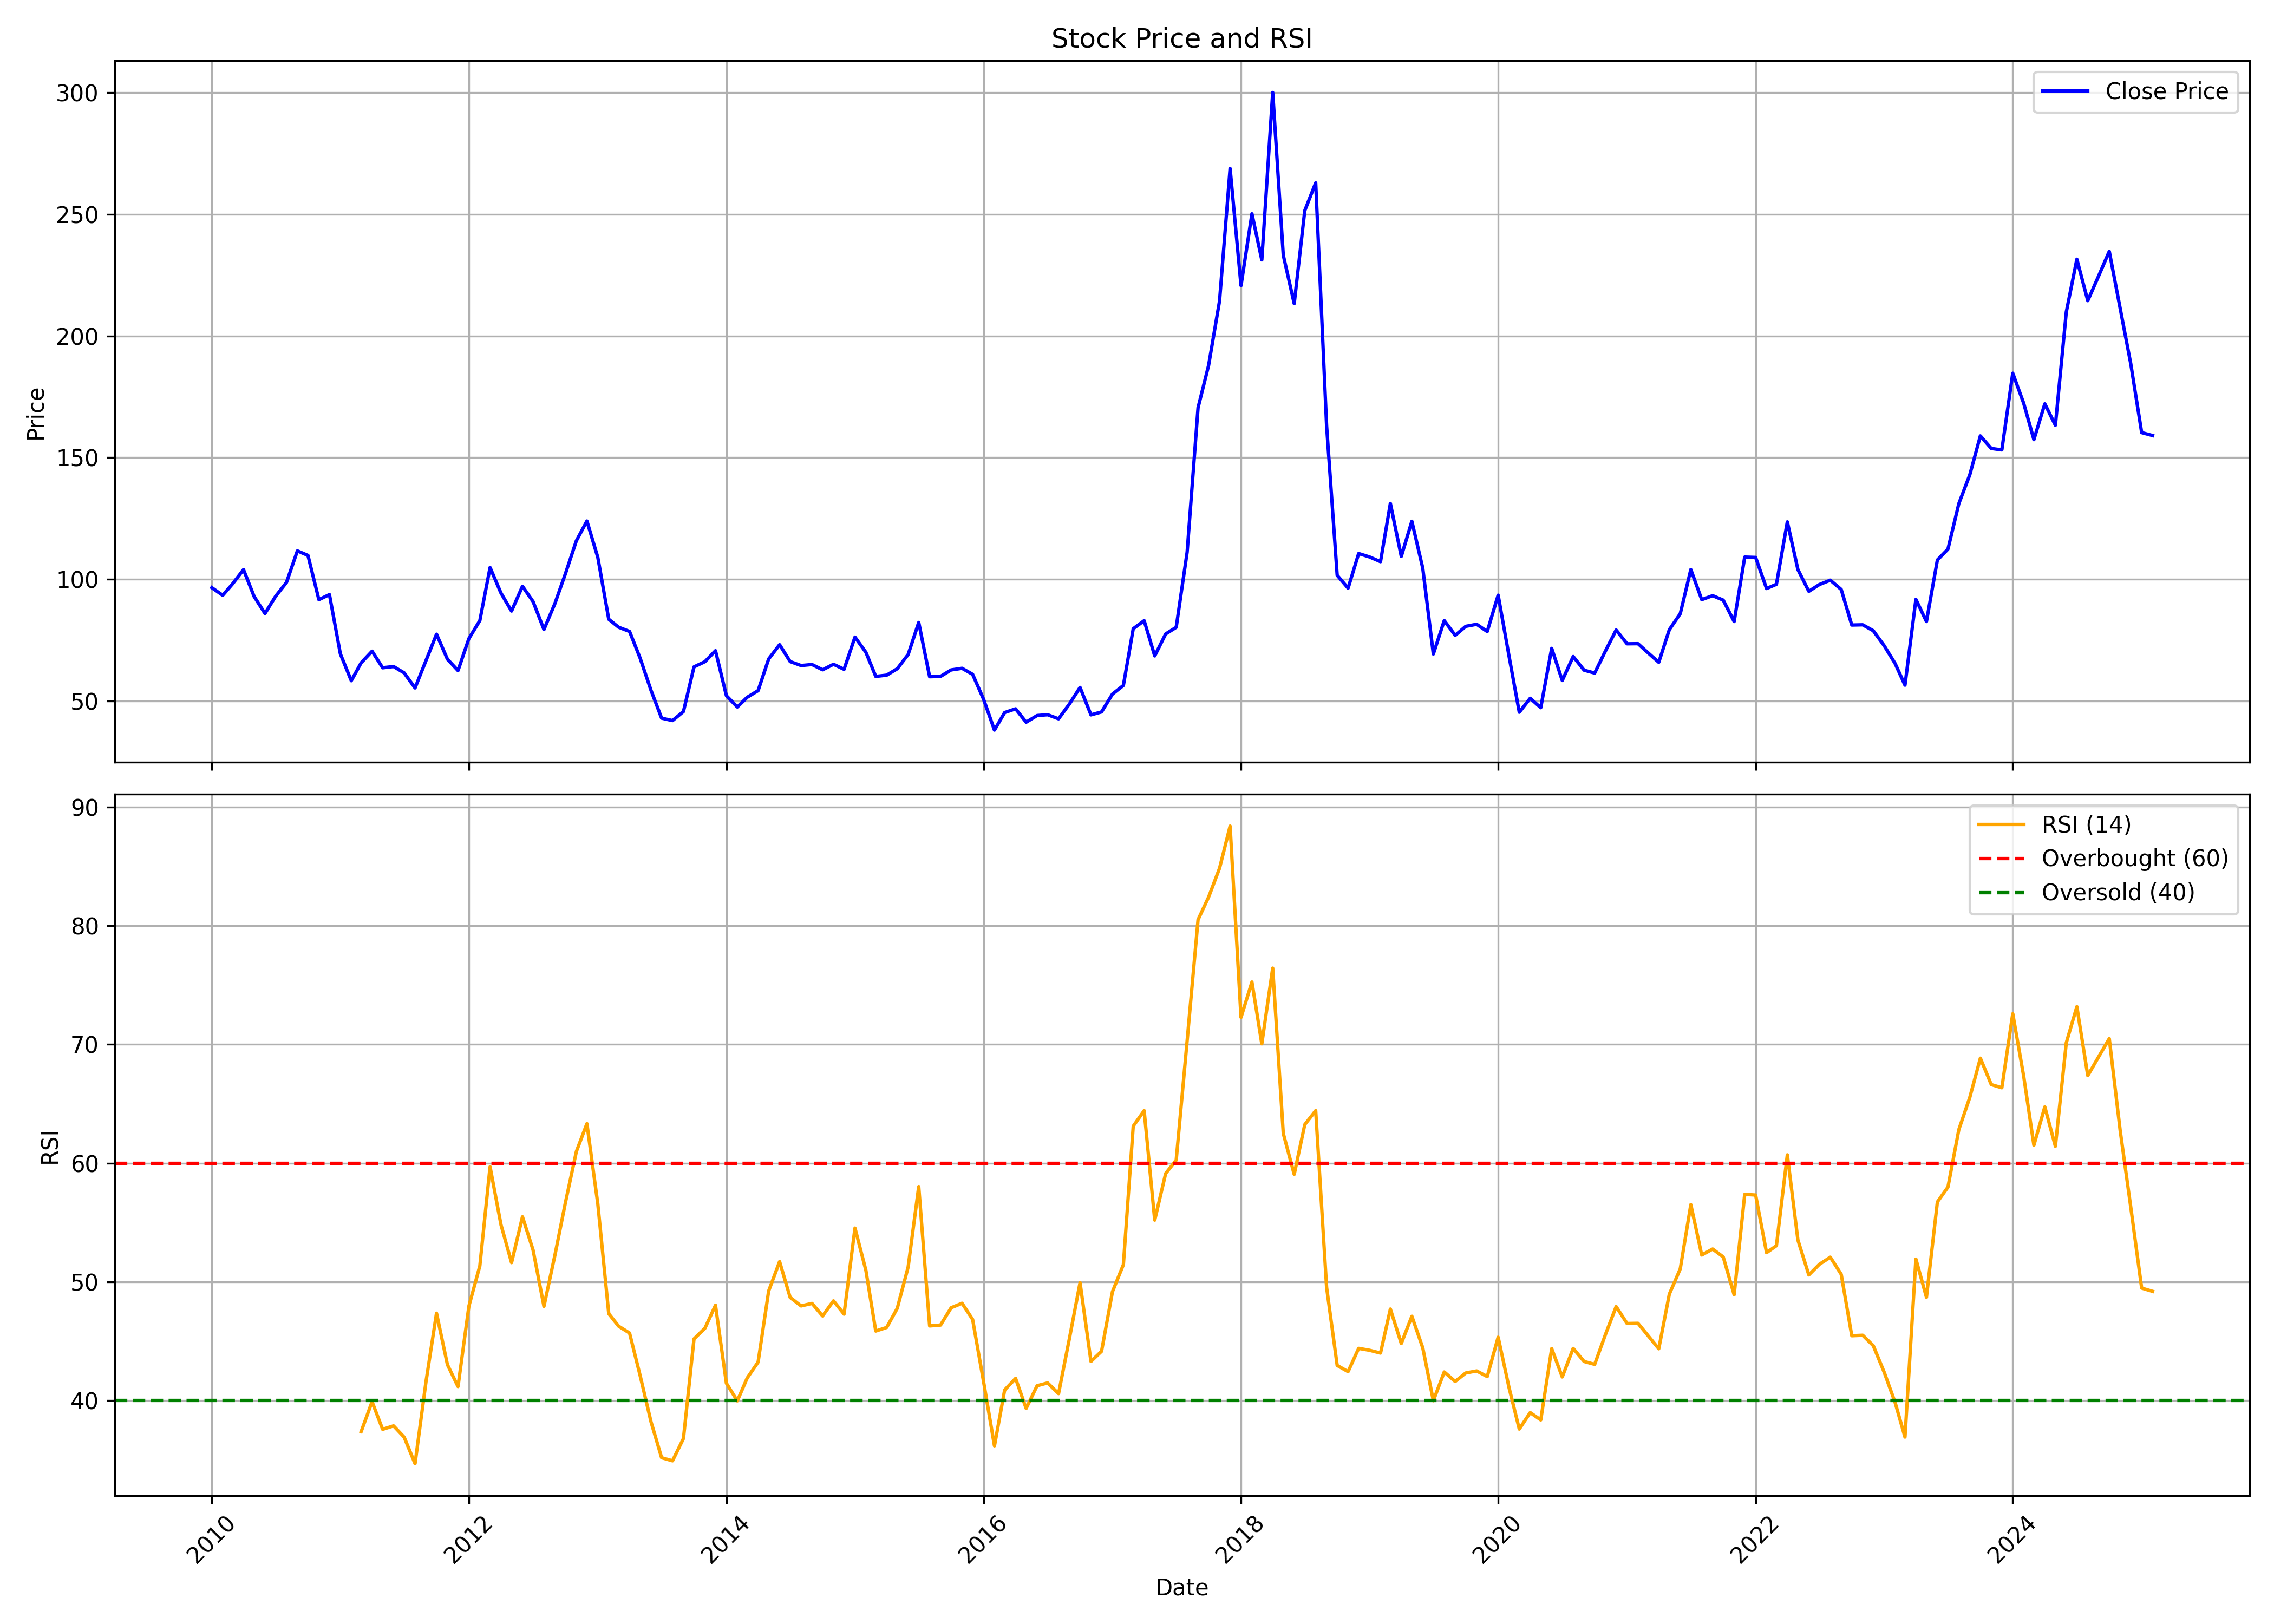 Stock Price and RSI
Close Price
300
250
200
150
100
50
Price
RSI (14)
Overbought (60)
Oversold (40)
90
80
70
60
50
40
RSI
2010
2012
2014
2016
2018
2020
2022
2024
Date